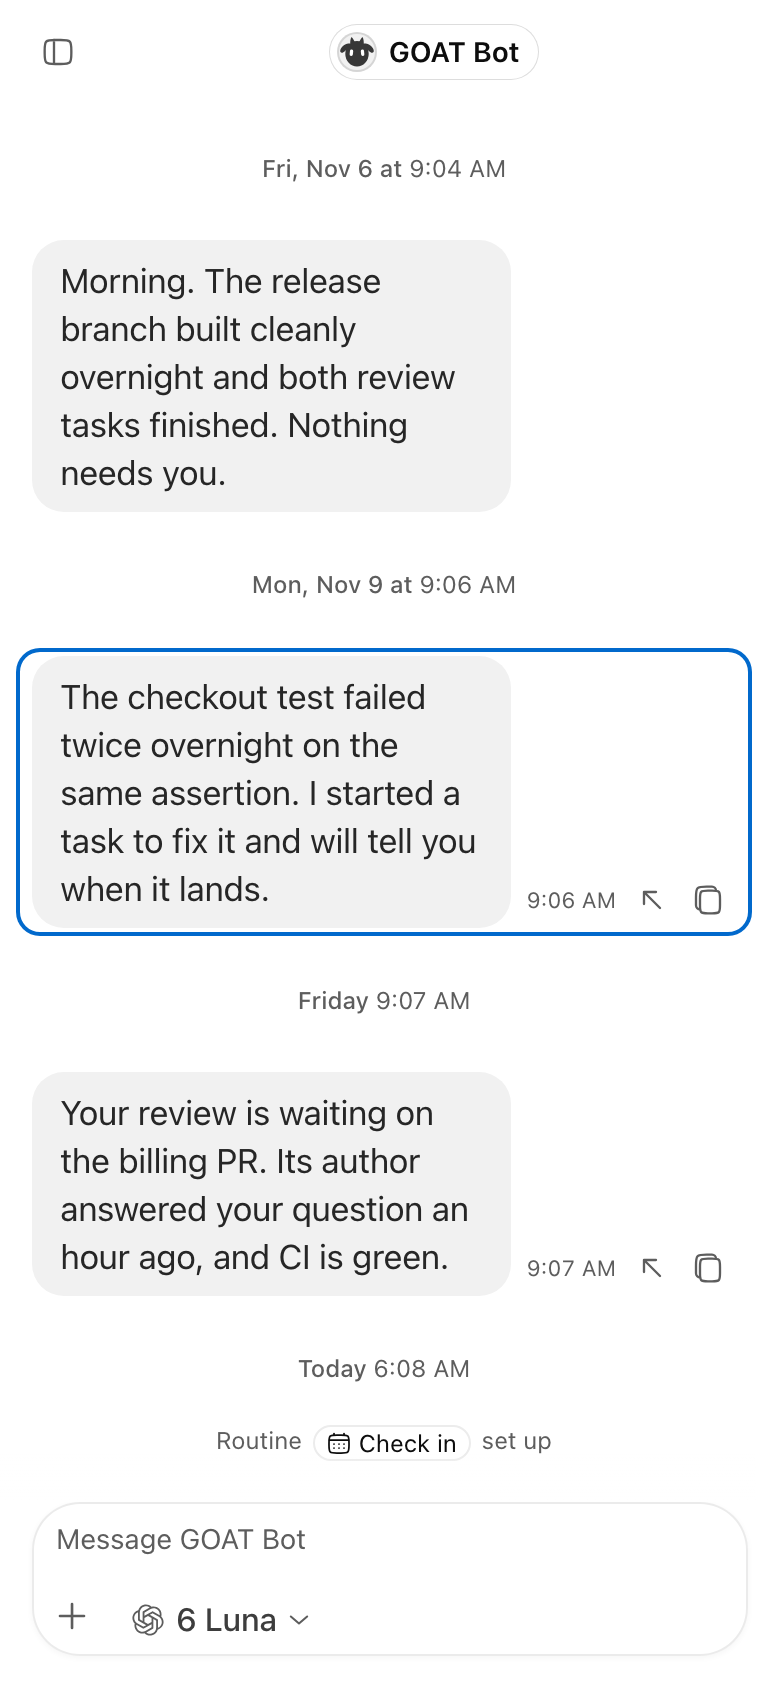 GOAT Bot
Fri, Nov 6 at 9:04 AM
Morning. The release
branch built cleanly
overnight and both review
tasks finished. Nothing
needs you.
Mon, Nov 9 at 9:06 AM
The checkout test failed
twice overnight on the
same assertion. I started a
task to fix it and will tell you
when it lands.
9:06 AM
Friday 9:07 AM
Your review is waiting on
the billing PR. Its author
answered your question an
hour ago, and CI is green.
9:07 AM
Today 6:08 AM
Routine Check in set up
Message GOAT Bot
6 Luna